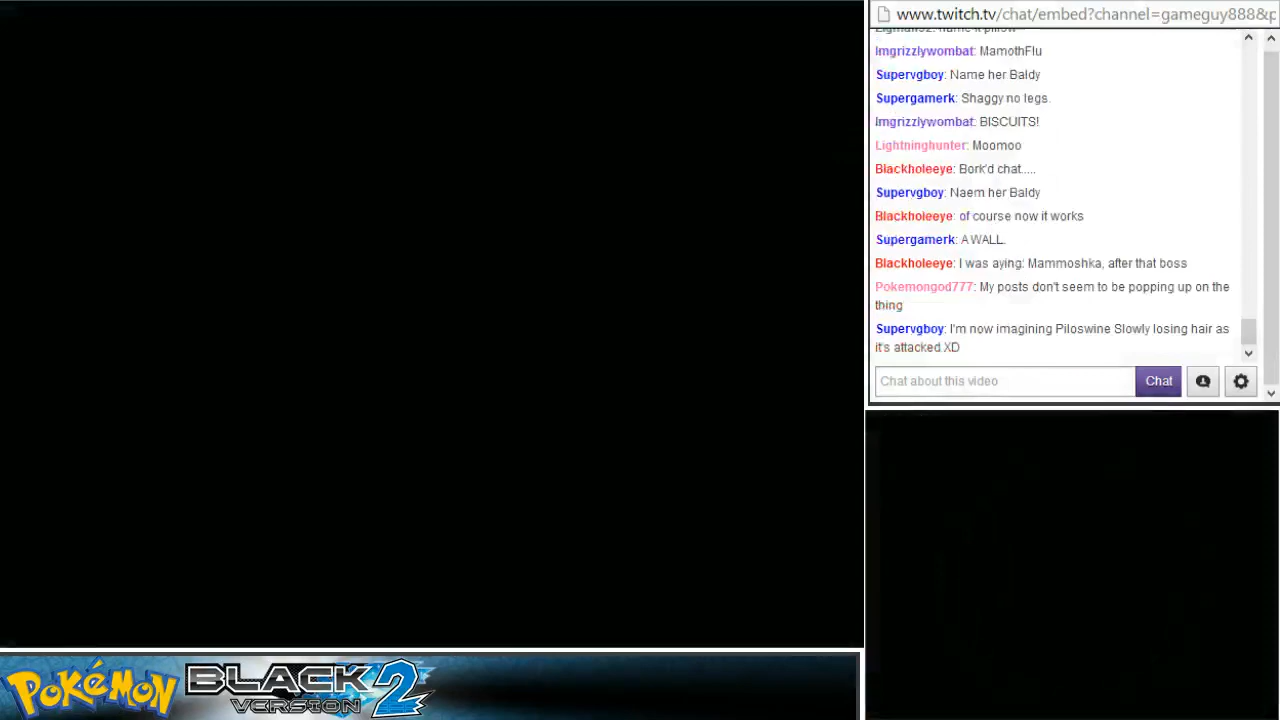 www.twitch.tv/chat/embed?channel=gameguy888&p
Imgrizzlywombat: MamothFlu
Supervgboy: Name her Baldy
Supergamerk: Shaggy no legs.
Imgrizzlywombat: BISCUITS!
Lightninghunter: Moomoo
Blackholeeye: Bork'd chat.....
Supervgboy: Naem her Baldy
Blackholeeye: of course now it works
Supergamerk: A WALL.
Blackholeeye: I was aying: Mammoshka, after that boss
Pokemongod777: My posts don't seem to be popping up on the
thing
Supervgboy: I'm now imagining Piloswine Slowly losing hair as
it's attacked.XD
Chat about this video Chat
POKéMON BLACK 2
VERSION